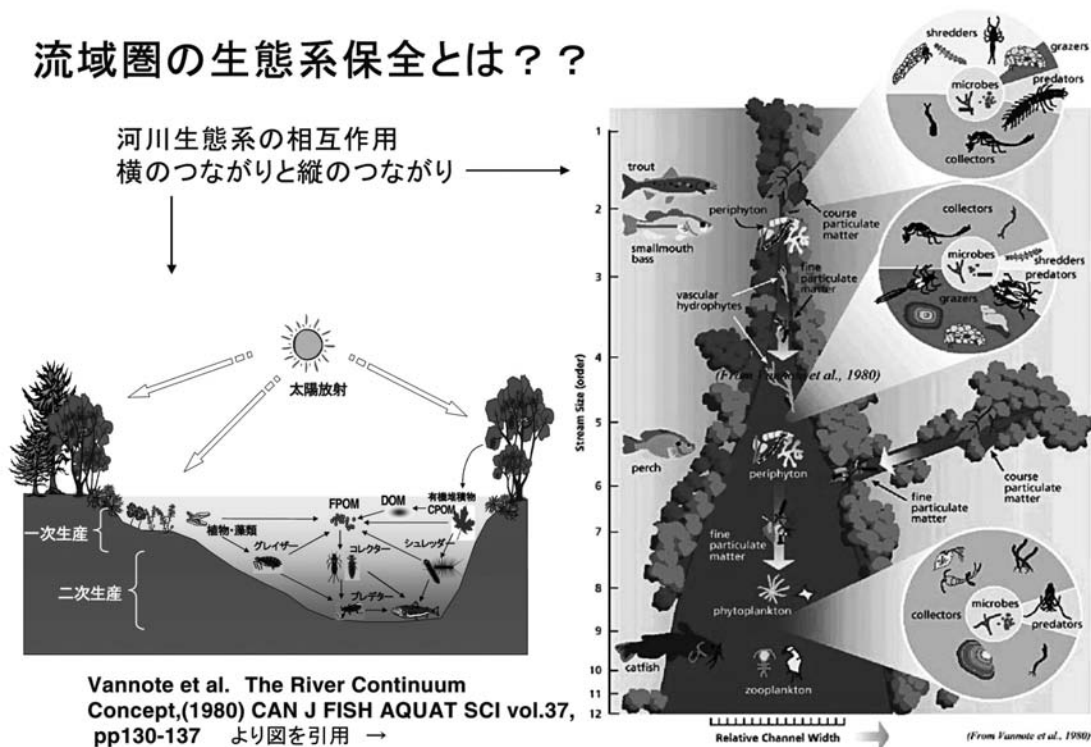 流域圏の生態系保全とは？？
河川生態系の相互作用
横のつながりと縦のつながり
太陽放射
一次生産
二次生産
植物・藻類
グレイザー
FPOM
DOM
有機堆積物
CPOM
コレクター
シュレッダー
プレデター
Vannote et al. The River Continuum
Concept,(1980) CAN J FISH AQUAT SCI vol.37,
pp130-137 より図を引用 →
shredders
grazers
predators
microbes
collectors
1
trout
2
periphyton
course
particulate
matter
smallmouth
bass
3
fine
particulate
matter
vascular
hydrophytes
collectors
microbes
shredders
predators
grazers
4
(From Vannote et al., 1980)
Stream Size (order)
5
perch
periphyton
course
particulate
matter
6
fine
particulate
matter
7
fine
particulate
matter
8
phytoplankton
collectors
microbes
predators
9
catfish
10
zooplankton
11
12
Relative Channel Width
(From Vannote et al., 1980)